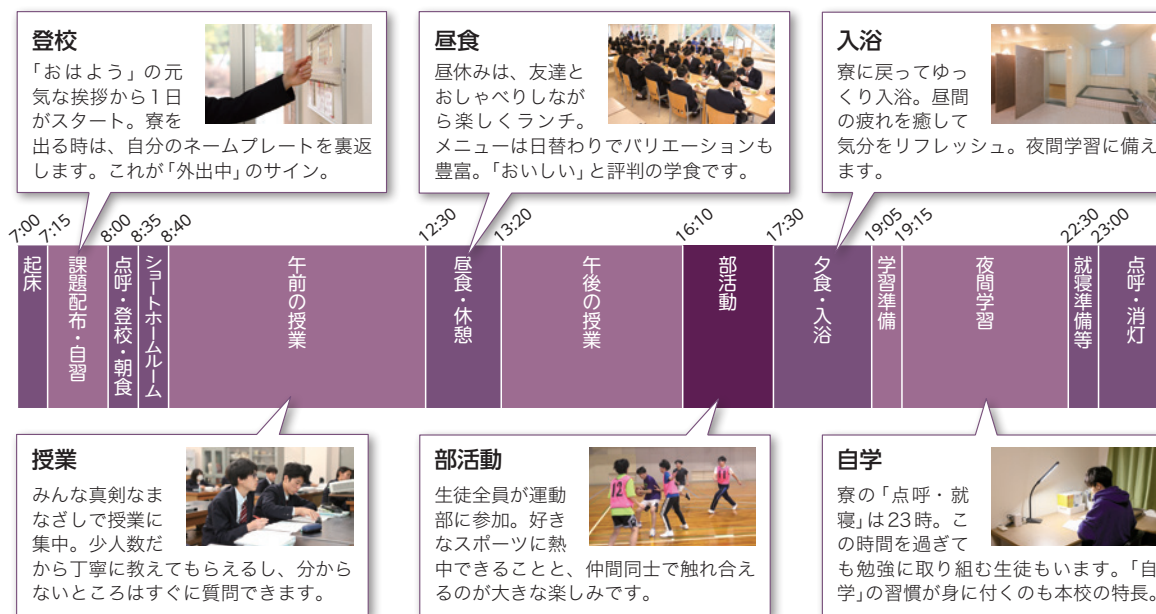 登校
「おはよう」の元
気な挨拶から1日
がスタート。寮を
出る時は、自分のネームプレートを裏返
します。これが「外出中」のサイン。
昼食
昼休みは、友達と
おしゃべりしなが
ら楽しくランチ。
メニューは日替わりでバリエーションも
豊富。「おいしい」と評判の学食です。
入浴
寮に戻ってゆっ
くり入浴。昼間
の疲れを癒して
気分をリフレッシュ。夜間学習に備え
ます。
7:00
7:15
8:00
8:35
8:40
12:30
13:20
16:10
17:30
19:05
19:15
22:30
23:00
起床
課題配布・自習
点呼・登校・朝食
ショートホームルーム
午前の授業
昼食・休憩
午後の授業
部活動
夕食・入浴
学習準備
夜間学習
就寝準備等
点呼・消灯
授業
みんな真剣なま
なざしで授業に
集中。少人数だ
から丁寧に教えてもらえるし、分から
ないところはすぐに質問できます。
部活動
生徒全員が運動
部に参加。好き
なスポーツに熱
中できることと、仲間同士で触れ合え
るのが大きな楽しみです。
自学
寮の「点呼・就
寝」は23時。こ
の時間を過ぎて
も勉強に取り組む生徒もいます。「自
学」の習慣が身に付くのも本校の特長。
12